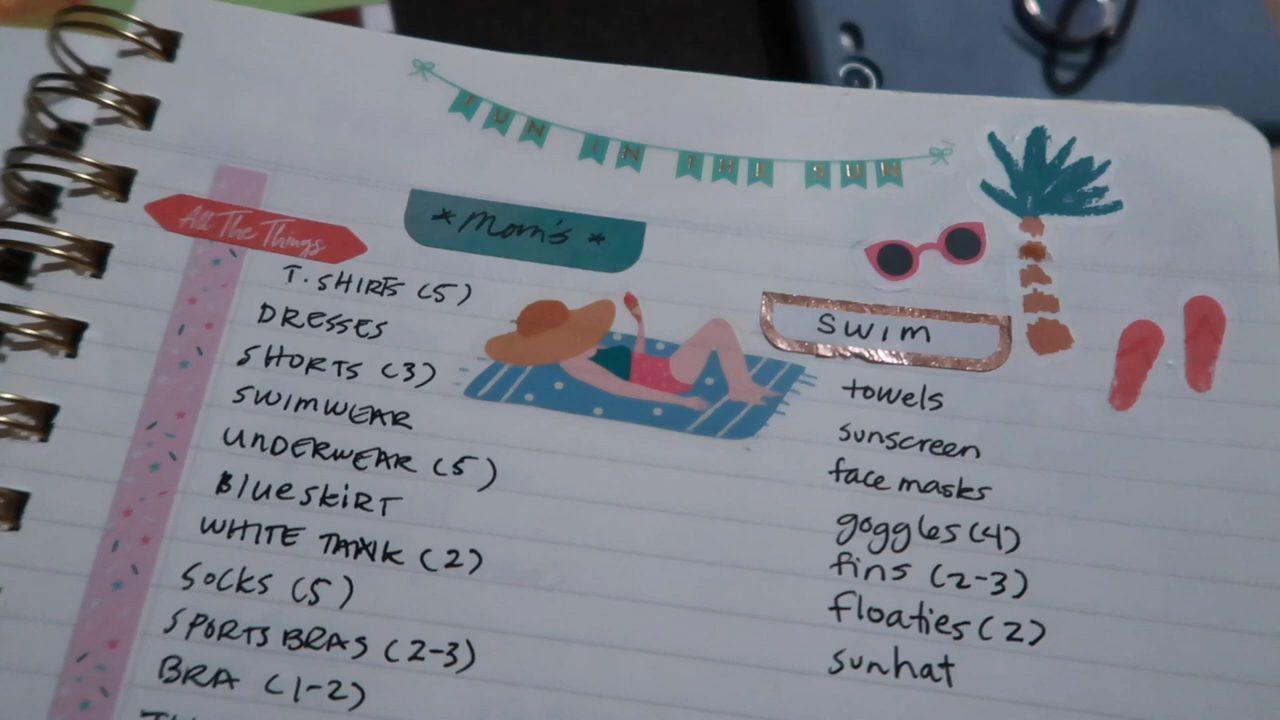 FUN IN THE SUN
All The Things
*Mom's*
T.SHIRTS (5)
DRESSES
SHORTS (3)
SWIMWEAR
UNDERWEAR (5)
BlueSkiRT
WHITE TANK (2)
SOCKS (5)
SPORTS BRAS (2-3)
BRA (1-2)
SWIM
towels
sunscreen
face masks
goggles (4)
fins (2-3)
floaties (2)
sunhat